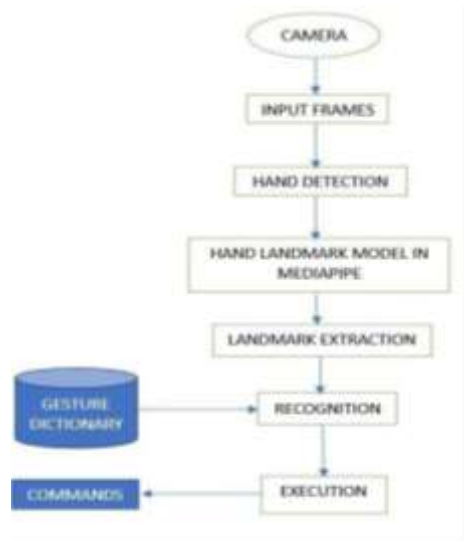 CAMERA
INPUT FRAMES
HAND DETECTION
HAND LANDMARK MODEL IN
MEDIAPIPE
LANDMARK EXTRACTION
GESTURE
DICTIONARY
RECOGNITION
COMMANDS
EXECUTION